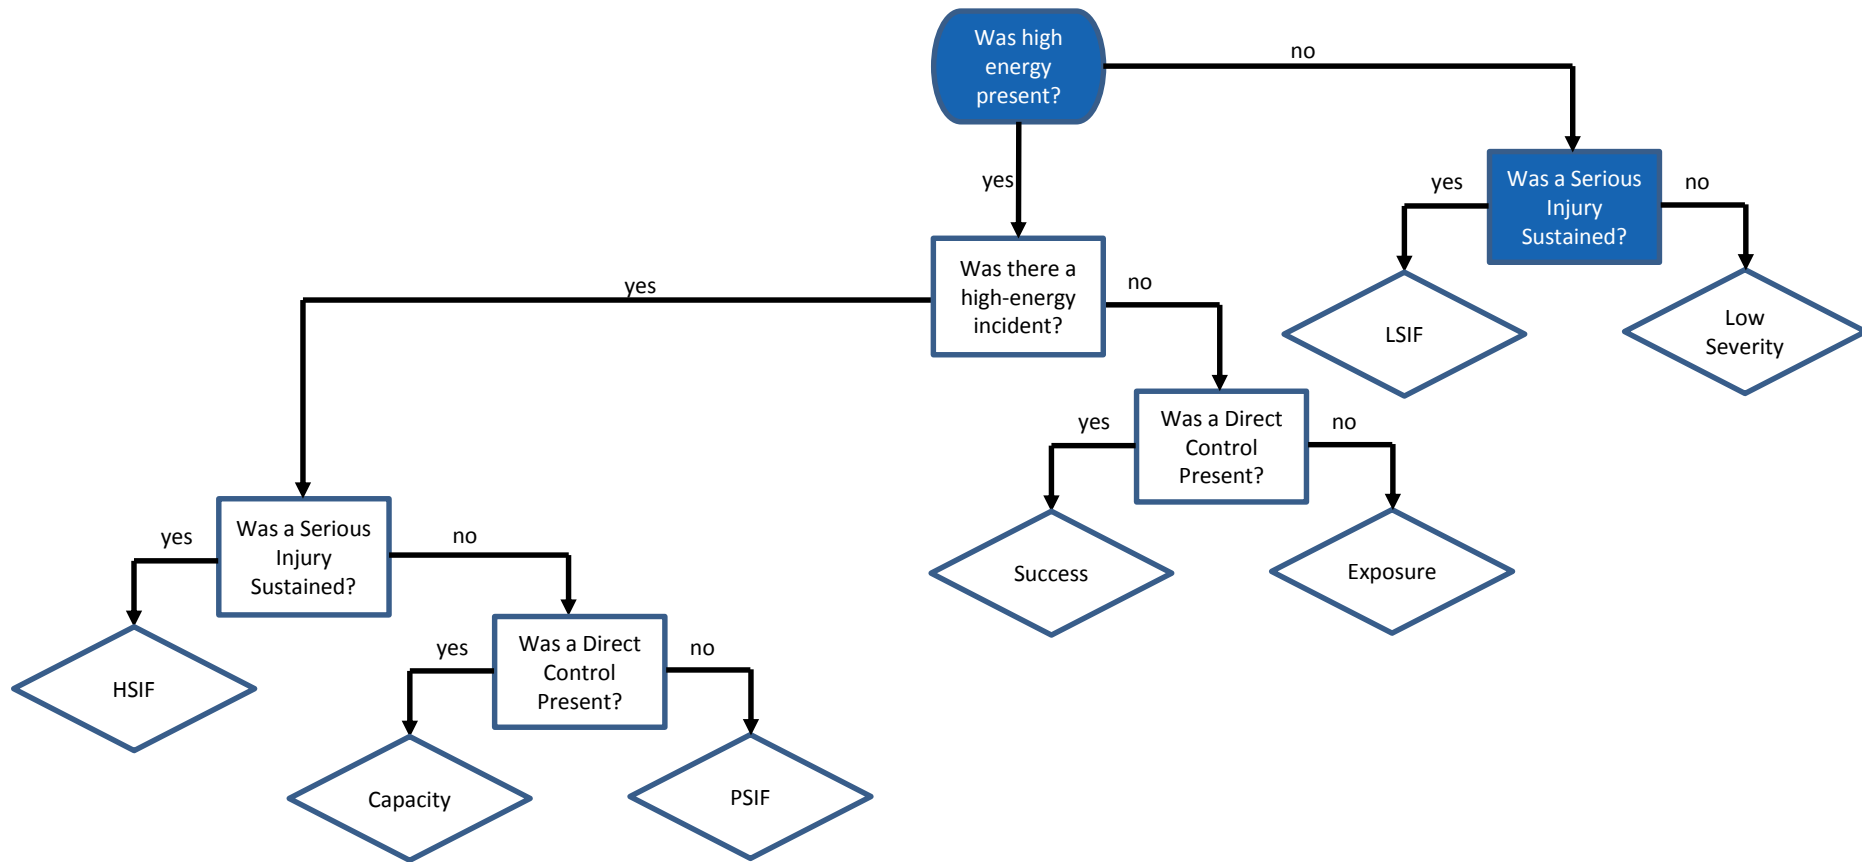 Was high
energy
present?
no
yes
Was a Serious
Injury
Sustained?
yes
no
LSIF
Low
Severity
Was there a
high-energy
incident?
yes
no
Was a Direct
Control
Present?
yes
no
Success
Exposure
Was a Serious
Injury
Sustained?
yes
no
HSIF
Was a Direct
Control
Present?
yes
no
Capacity
PSIF